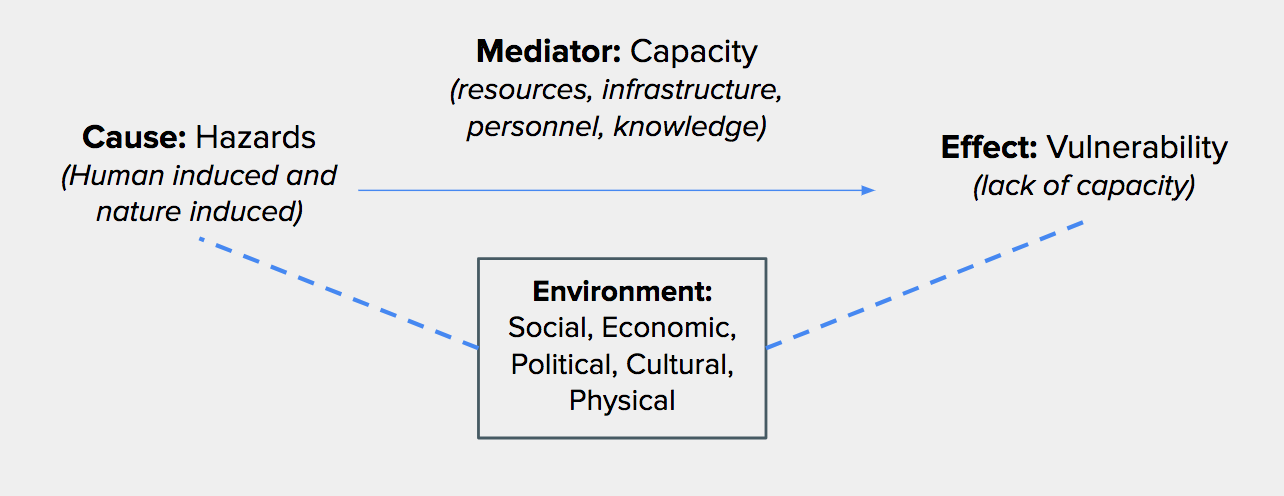 Mediator: Capacity
(resources, infrastructure,
personnel, knowledge)
Cause: Hazards
(Human induced and
nature induced)
Effect: Vulnerability
(lack of capacity)
Environment:
Social, Economic,
Political, Cultural,
Physical